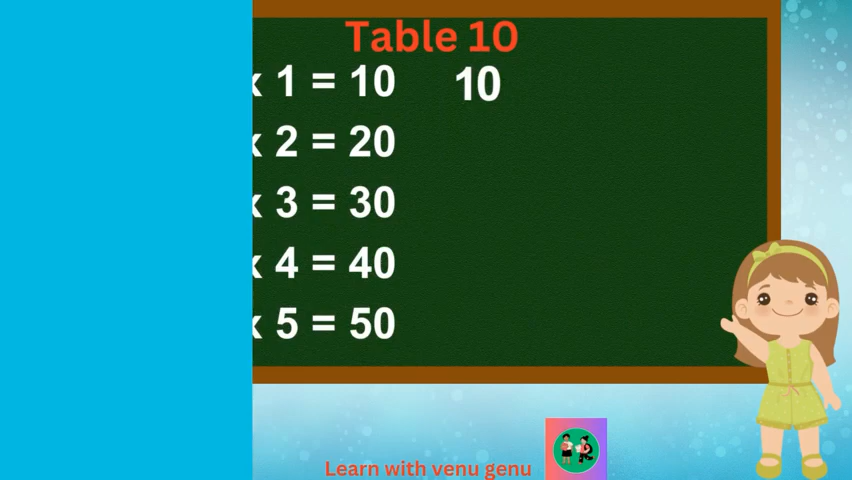 Table 10
x 1 = 10 10
x 2 = 20
x 3 = 30
x 4 = 40
x 5 = 50
Learn with venu genu